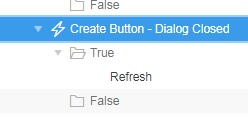 False
Create Button - Dialog Closed
True
Refresh
False